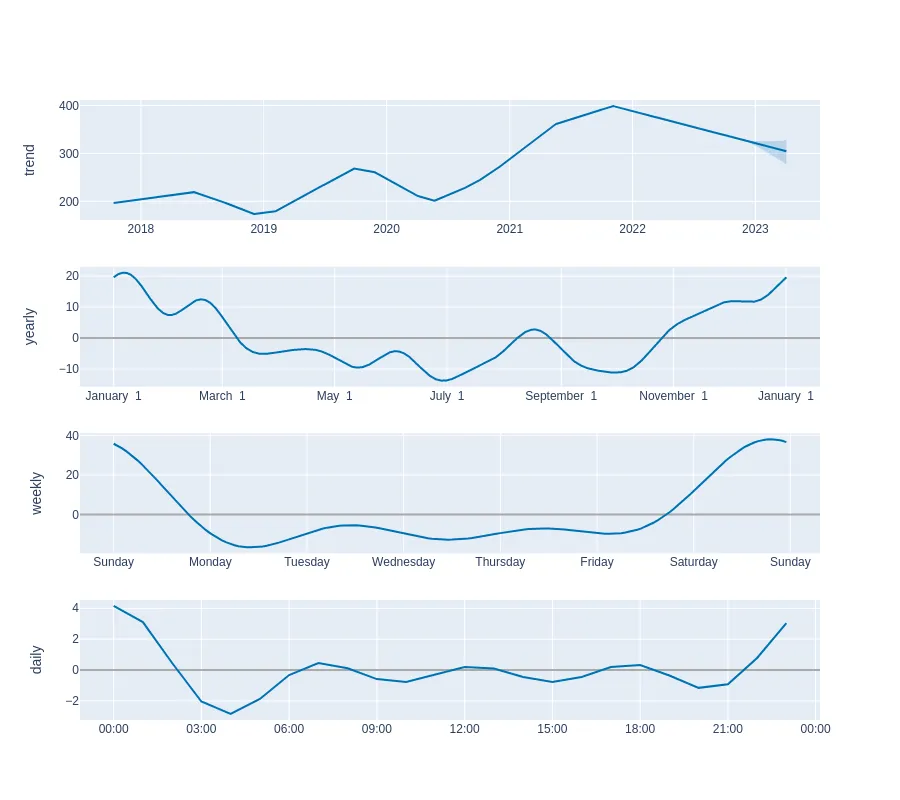 trend
400
300
200
2018 2019 2020 2021 2022 2023
yearly
20
10
0
−10
January 1 March 1 May 1 July 1 September 1 November 1 January 1
weekly
40
20
0
Sunday Monday Tuesday Wednesday Thursday Friday Saturday Sunday
daily
4
2
0
−2
00:00 03:00 06:00 09:00 12:00 15:00 18:00 21:00 00:00